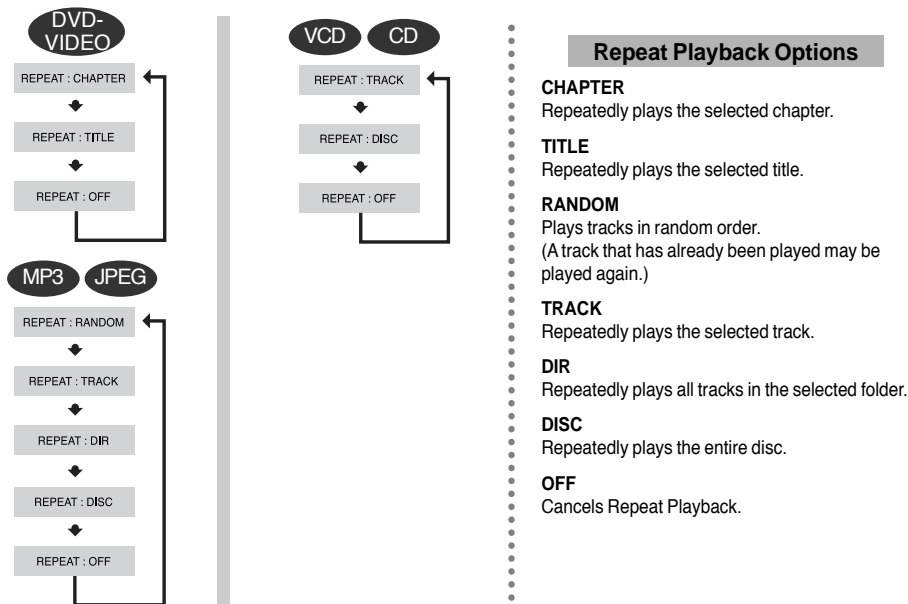 DVD-
VIDEO
REPEAT : CHAPTER
REPEAT : TITLE
REPEAT : OFF
MP3 JPEG
REPEAT : RANDOM
REPEAT : TRACK
REPEAT : DIR
REPEAT : DISC
REPEAT : OFF
VCD CD
REPEAT : TRACK
REPEAT : DISC
REPEAT : OFF
Repeat Playback Options
CHAPTER
Repeatedly plays the selected chapter.
TITLE
Repeatedly plays the selected title.
RANDOM
Plays tracks in random order.
(A track that has already been played may be
played again.)
TRACK
Repeatedly plays the selected track.
DIR
Repeatedly plays all tracks in the selected folder.
DISC
Repeatedly plays the entire disc.
OFF
Cancels Repeat Playback.